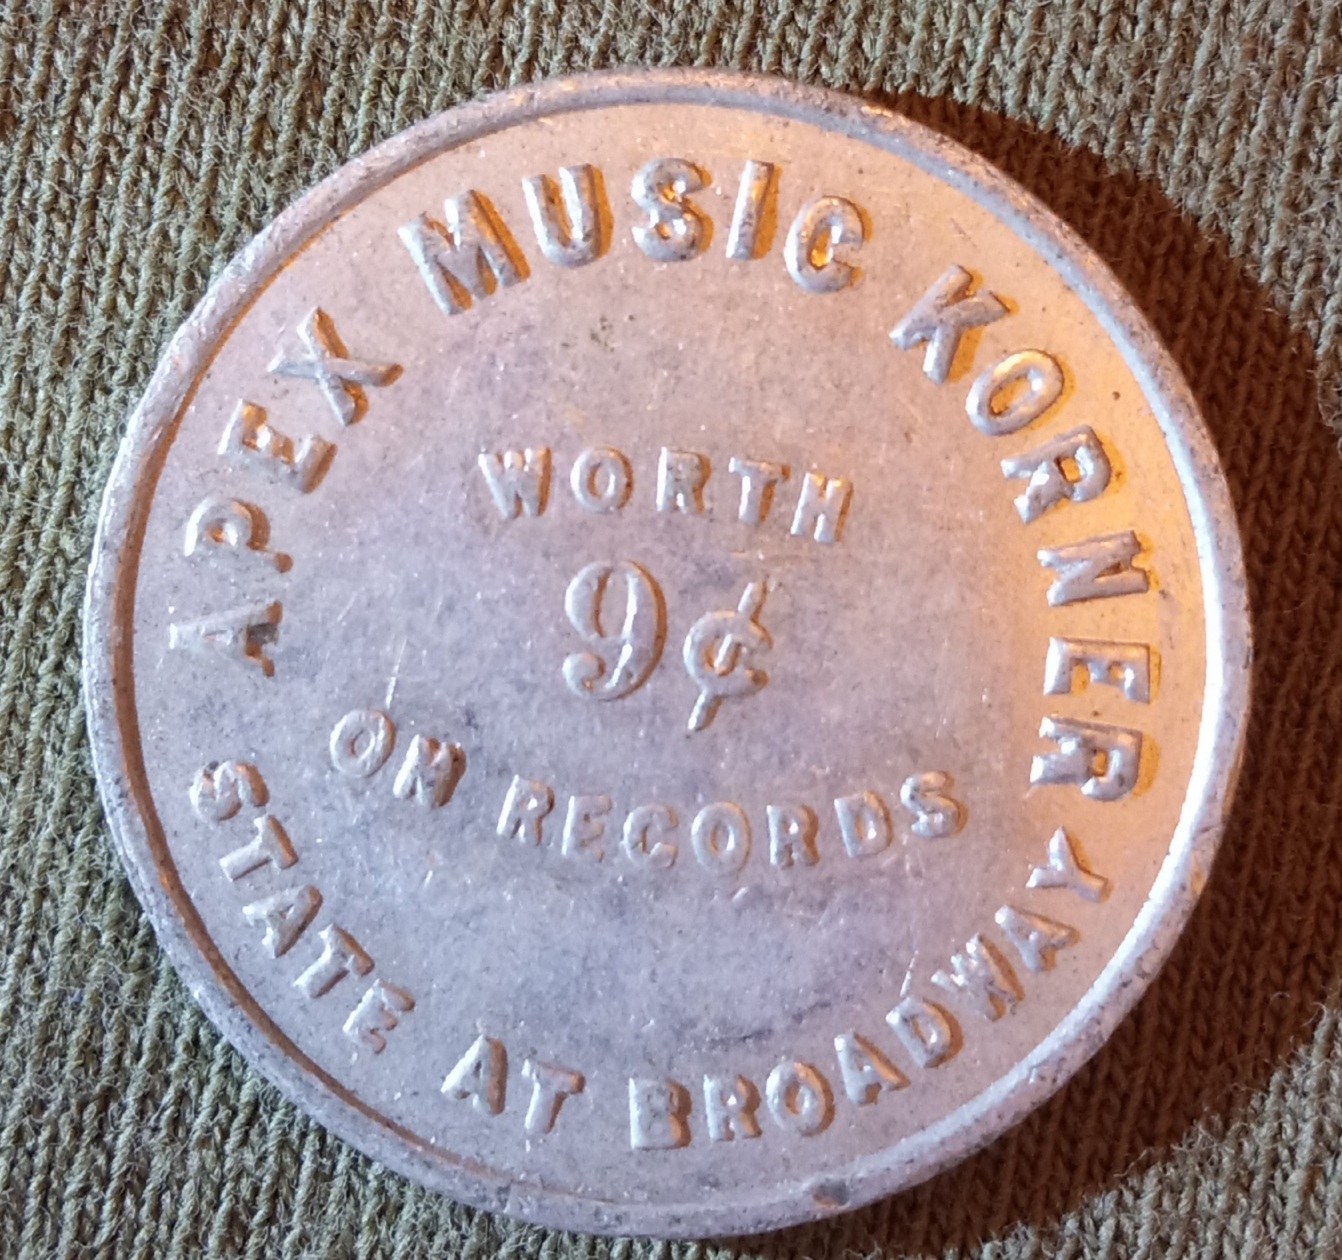 APEX MUSIC KORNER
WORTH
9¢
ON RECORDS
STATE AT BROADWAY